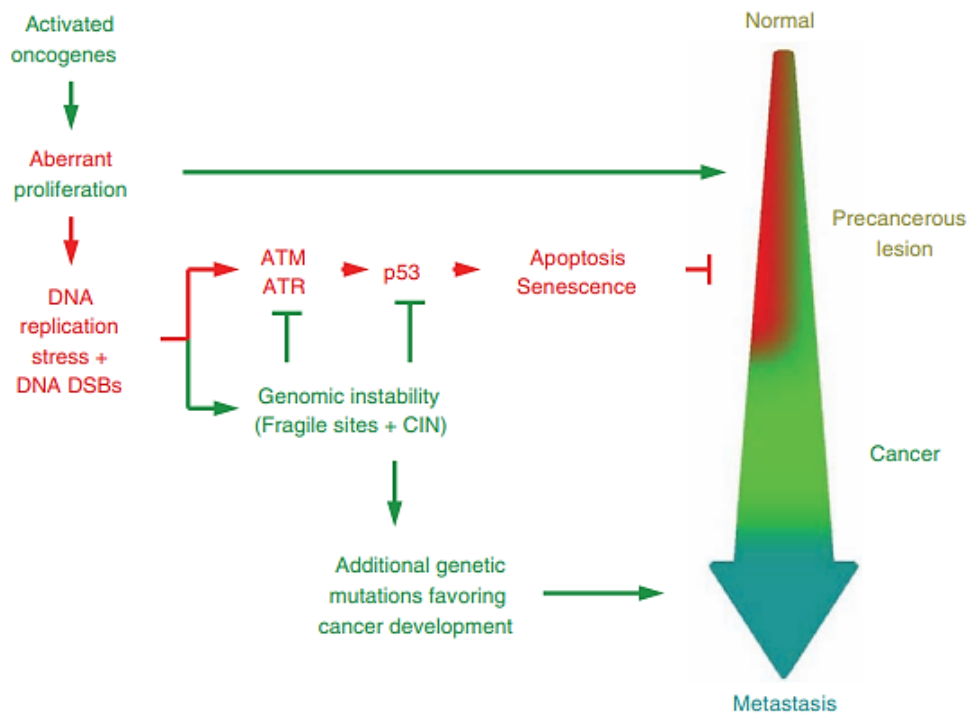 Activated
oncogenes
Normal
Aberrant
proliferation
Precancerous
lesion
DNA
replication
stress +
DNA DSBs
ATM
ATR
p53
Apoptosis
Senescence
Genomic instability
(Fragile sites + CIN)
Cancer
Additional genetic
mutations favoring
cancer development
Metastasis